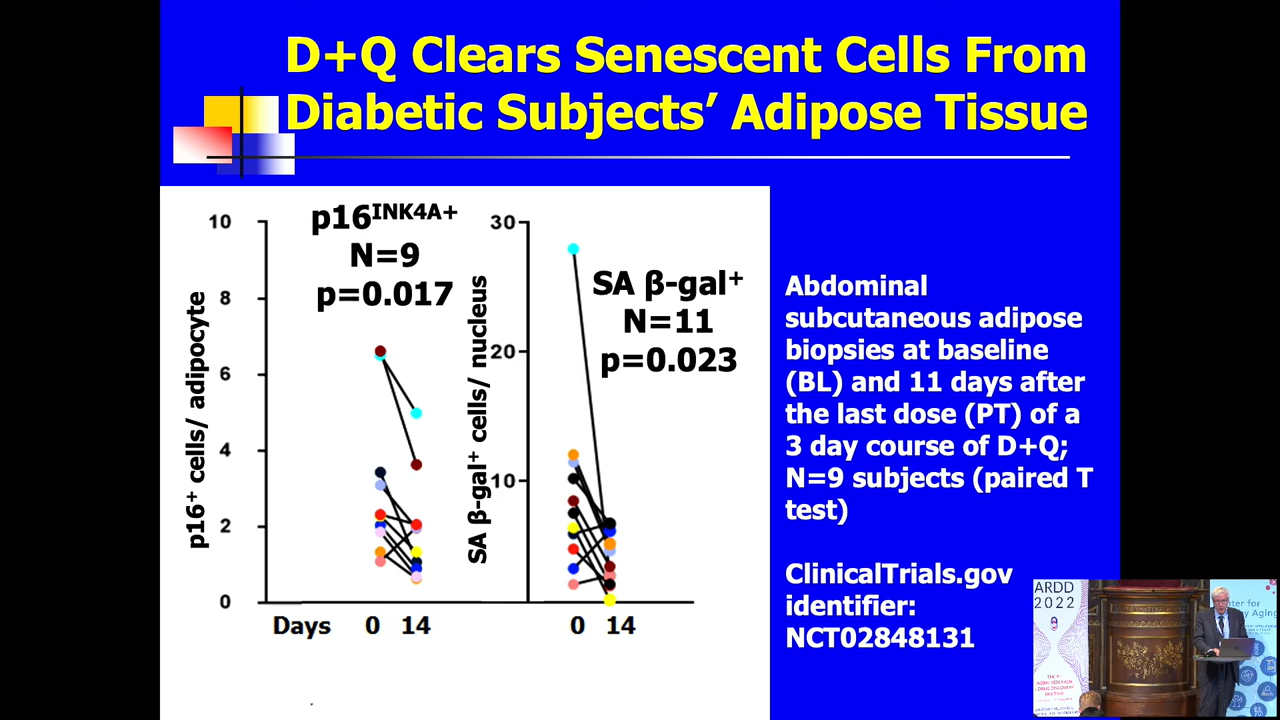 D+Q Clears Senescent Cells From
Diabetic Subjects’ Adipose Tissue
p16+ cells/ adipocyte
10
8
6
4
2
0
p16INK4A+
N=9
p=0.017
Days
0
14
SA β-gal+ cells/ nucleus
30
20
10
SA β-gal+
N=11
p=0.023
0
14
Abdominal
subcutaneous adipose
biopsies at baseline
(BL) and 11 days after
the last dose (PT) of a
3 day course of D+Q;
N=9 subjects (paired T
test)
ClinicalTrials.gov
identifier:
NCT02848131
ARDD
2022